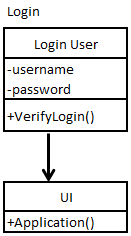 Login
Login User
-username
-password
+VerifyLogin()
UI
+Application()